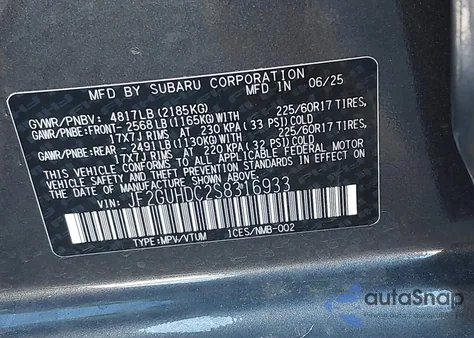 MFD BY SUBARU CORPORATION MFD IN 06/25
GVWR/PNBV: 4817LB (2185KG)
GAWR/PNBE: FRONT- 2568LB (1165KG) 225/60R17 TIRES,
17X7J RIMS AT 230 KPA (33 PSI) COLD
GAWR/PNBE: REAR - 2491LB (1130KG) 225/60R17 TIRES,
17X7J RIMS AT 220 KPA (32 PSI) COLD
THIS VEHICLE CONFORMS TO ALL APPLICABLE FEDERAL MOTOR
VEHICLE SAFETY, BUMPER, AND THEFT PREVENTION STANDARDS
IN EFFECT ON THE DATE OF MANUFACTURE SHOWN ABOVE.
VIN: JF2GUHDC2S8316933
TYPE: MPV/VTUM ICES/NMB-002
autoSnap